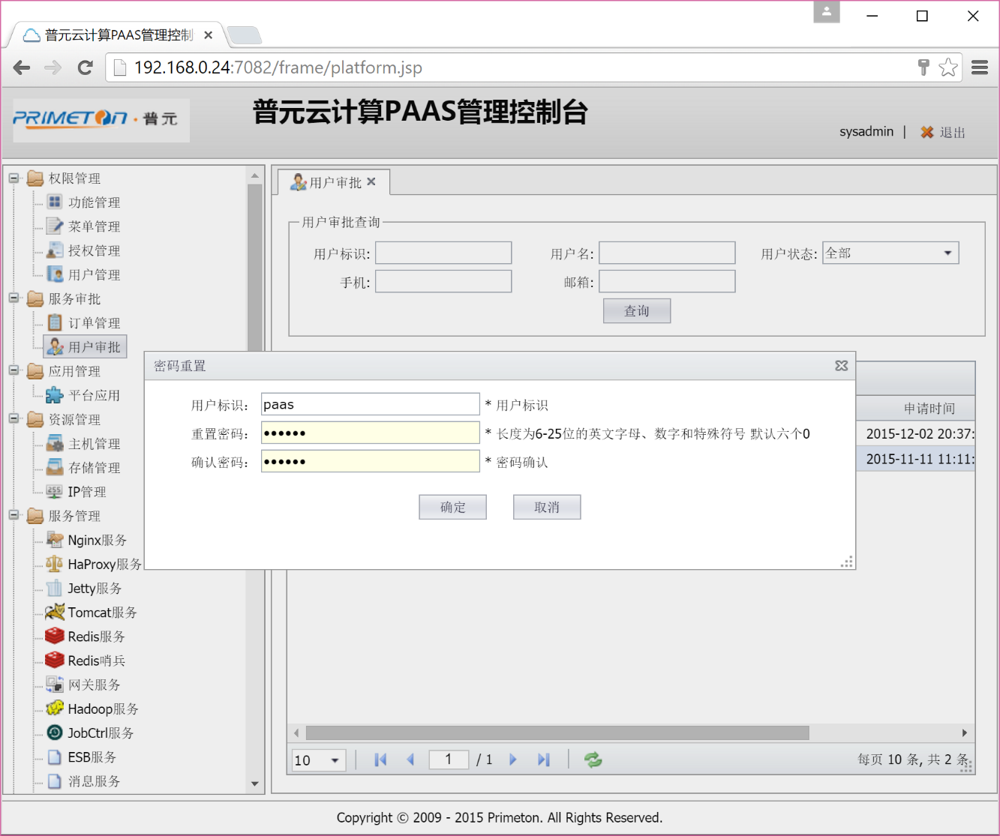 普元云计算PAAS管理控制
192.168.0.24:7082/frame/platform.jsp
PRIMETON · 普元
普元云计算PAAS管理控制台
sysadmin | 退出
权限管理
功能管理
菜单管理
授权管理
用户管理
服务审批
订单管理
用户审批
应用管理
平台应用
资源管理
主机管理
存储管理
255 IP管理
服务管理
Nginx服务
HaProxy服务
Jetty服务
Tomcat服务
Redis服务
Redis哨兵
网关服务
Hadoop服务
JobCtrl服务
ESB服务
消息服务
用户审批
用户审批查询
用户标识: 用户名: 用户状态: 全部
手机: 邮箱:
查询
申请时间
2015-12-02 20:37:
2015-11-11 11:11:
密码重置
用户标识: paas * 用户标识
重置密码: •••••• * 长度为6-25位的英文字母、数字和特殊符号 默认六个0
确认密码: •••••• * 密码确认
确定 取消
10 1 / 1 每页 10 条, 共 2 条
Copyright © 2009 - 2015 Primeton. All Rights Reserved.